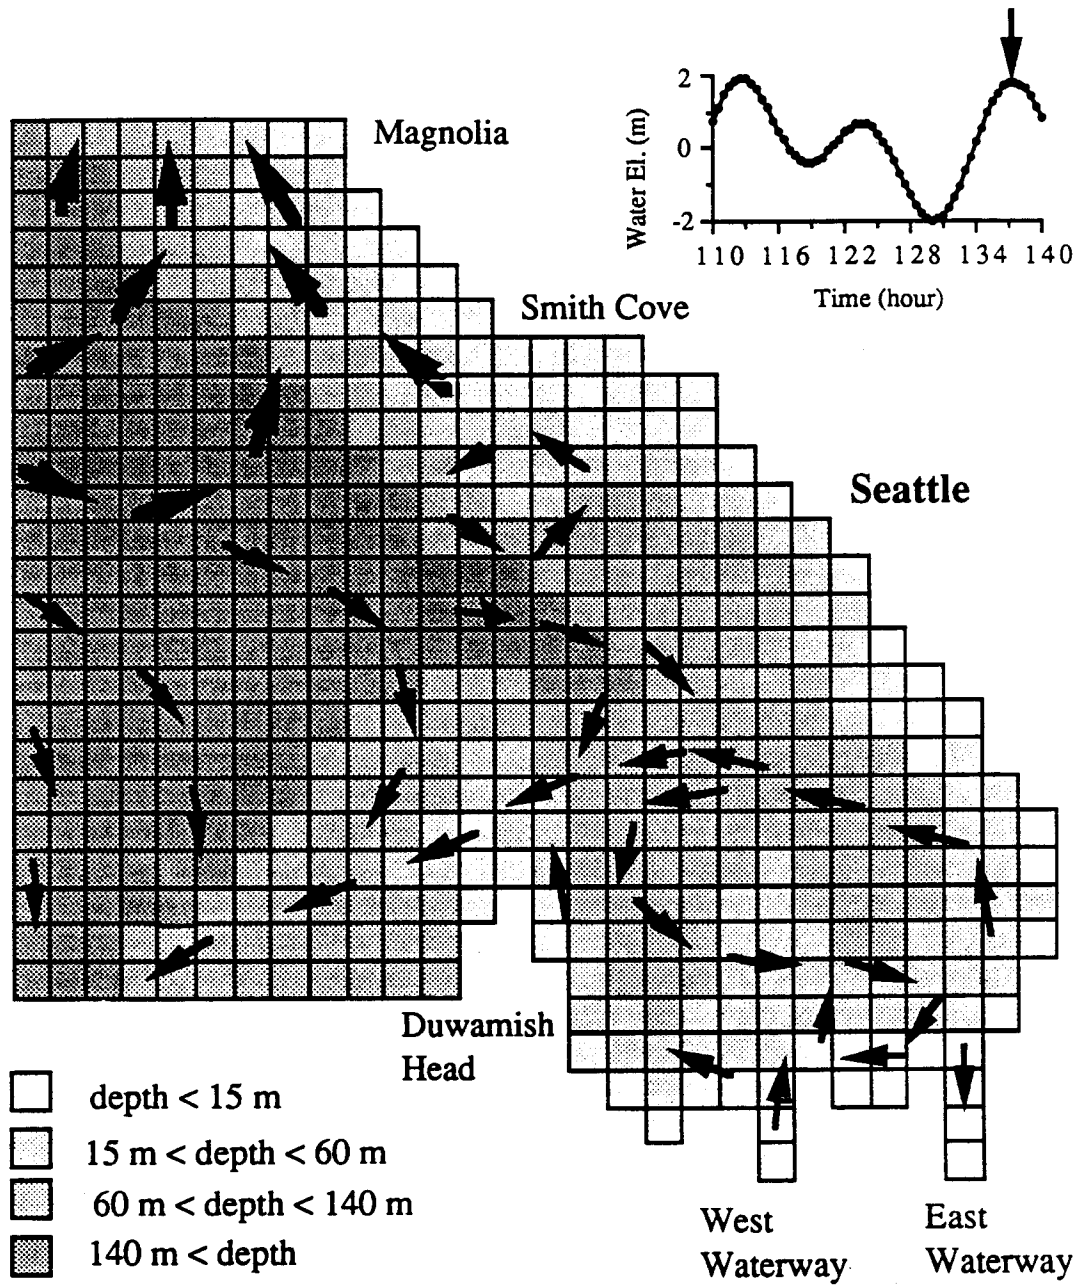 Magnolia
Water El. (m)
2
0
-2
110 116 122 128 134 140
Time (hour)
Smith Cove
Seattle
Duwamish
Head
depth < 15 m
15 m < depth < 60 m
60 m < depth < 140 m
140 m < depth
West
Waterway
East
Waterway